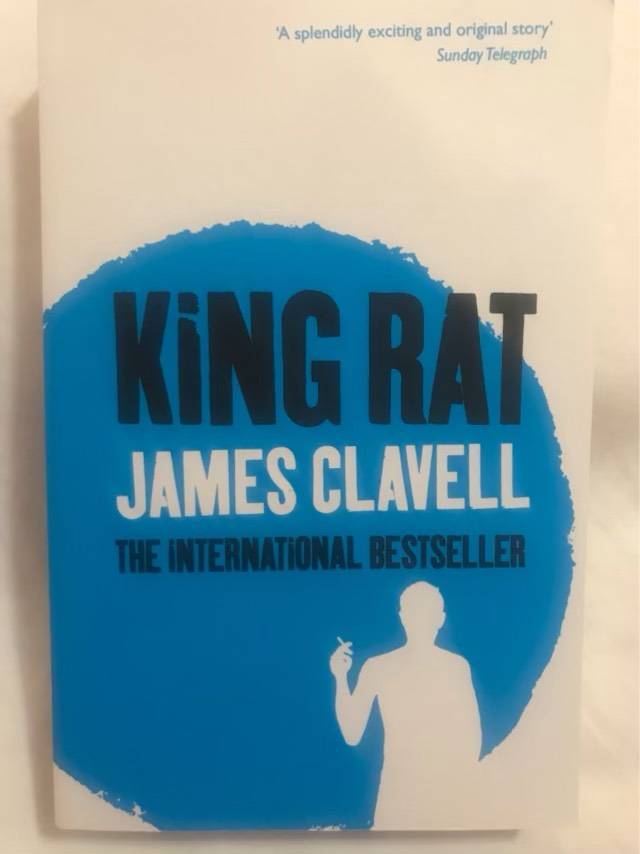 'A splendidly exciting and original story'
Sunday Telegraph
KiNG RAT
JAMES CLAVELL
THE iNTERNATiONAL BESTSELLER